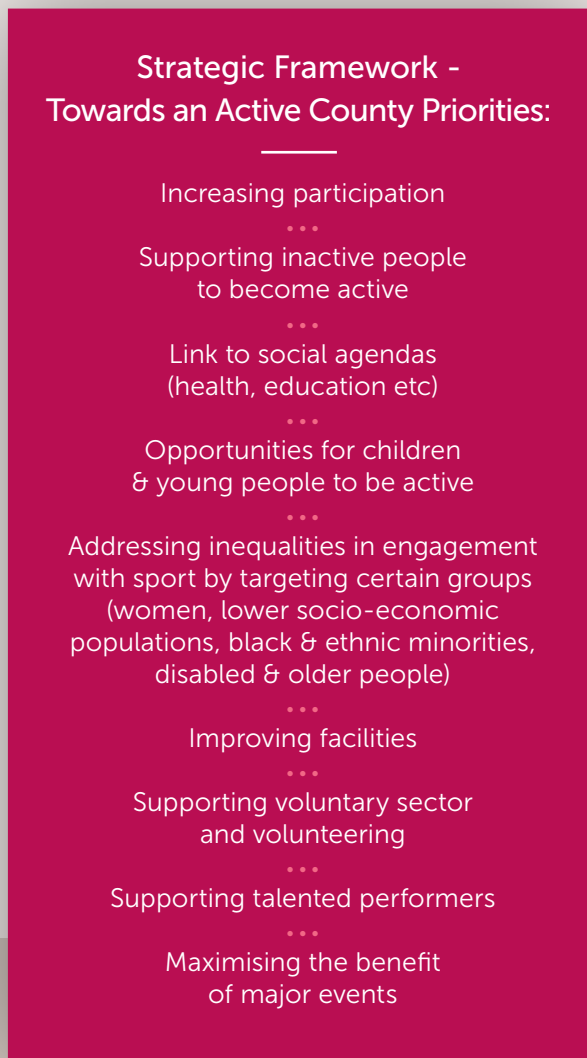 Strategic Framework -
Towards an Active County Priorities:
Increasing participation
...
Supporting inactive people
to become active
...
Link to social agendas
(health, education etc)
...
Opportunities for children
& young people to be active
...
Addressing inequalities in engagement
with sport by targeting certain groups
(women, lower socio-economic
populations, black & ethnic minorities,
disabled & older people)
...
Improving facilities
...
Supporting voluntary sector
and volunteering
...
Supporting talented performers
...
Maximising the benefit
of major events